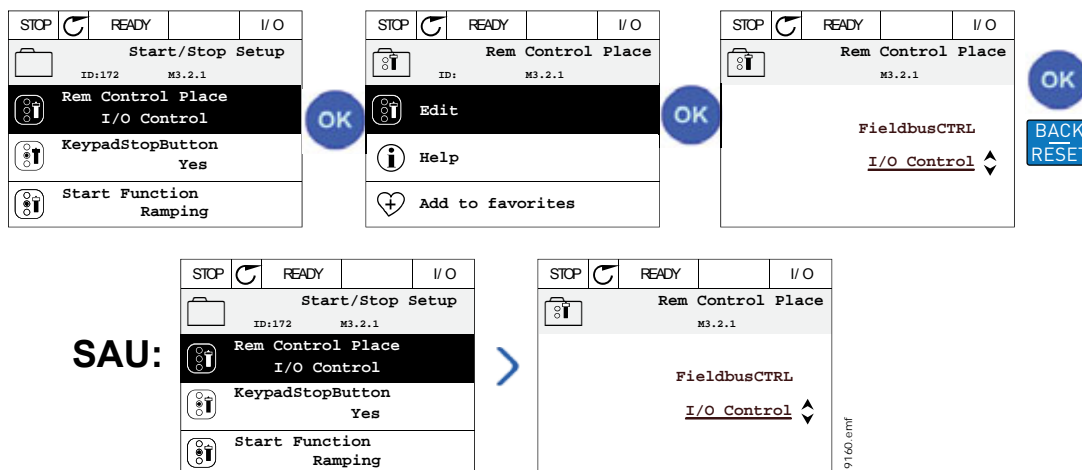 STOP READY I/O
Start/Stop Setup
ID:172 M3.2.1
Rem Control Place
I/O Control
KeypadStopButton
Yes
Start Function
Ramping
OK
STOP READY I/O
Rem Control Place
ID: M3.2.1
Edit
Help
Add to favorites
OK
STOP READY I/O
Rem Control Place
M3.2.1
FieldbusCTRL
I/O Control
OK
BACK
RESET
SAU:
STOP READY I/O
Start/Stop Setup
ID:172 M3.2.1
Rem Control Place
I/O Control
KeypadStopButton
Yes
Start Function
Ramping
STOP READY I/O
Rem Control Place
M3.2.1
FieldbusCTRL
I/O Control
9160.emf